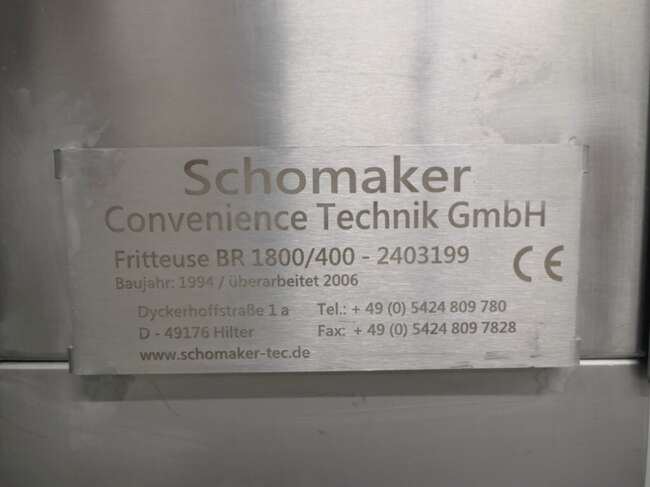 Schomaker
Convenience Technik GmbH
Fritteuse BR 1800/400 - 2403199
CE
Baujahr: 1994 / überarbeitet 2006
Dyckerhoffstraße 1 a Tel.: + 49 (0) 5424 809 780
D - 49176 Hilter Fax: + 49 (0) 5424 809 7828
www.schomaker-tec.de